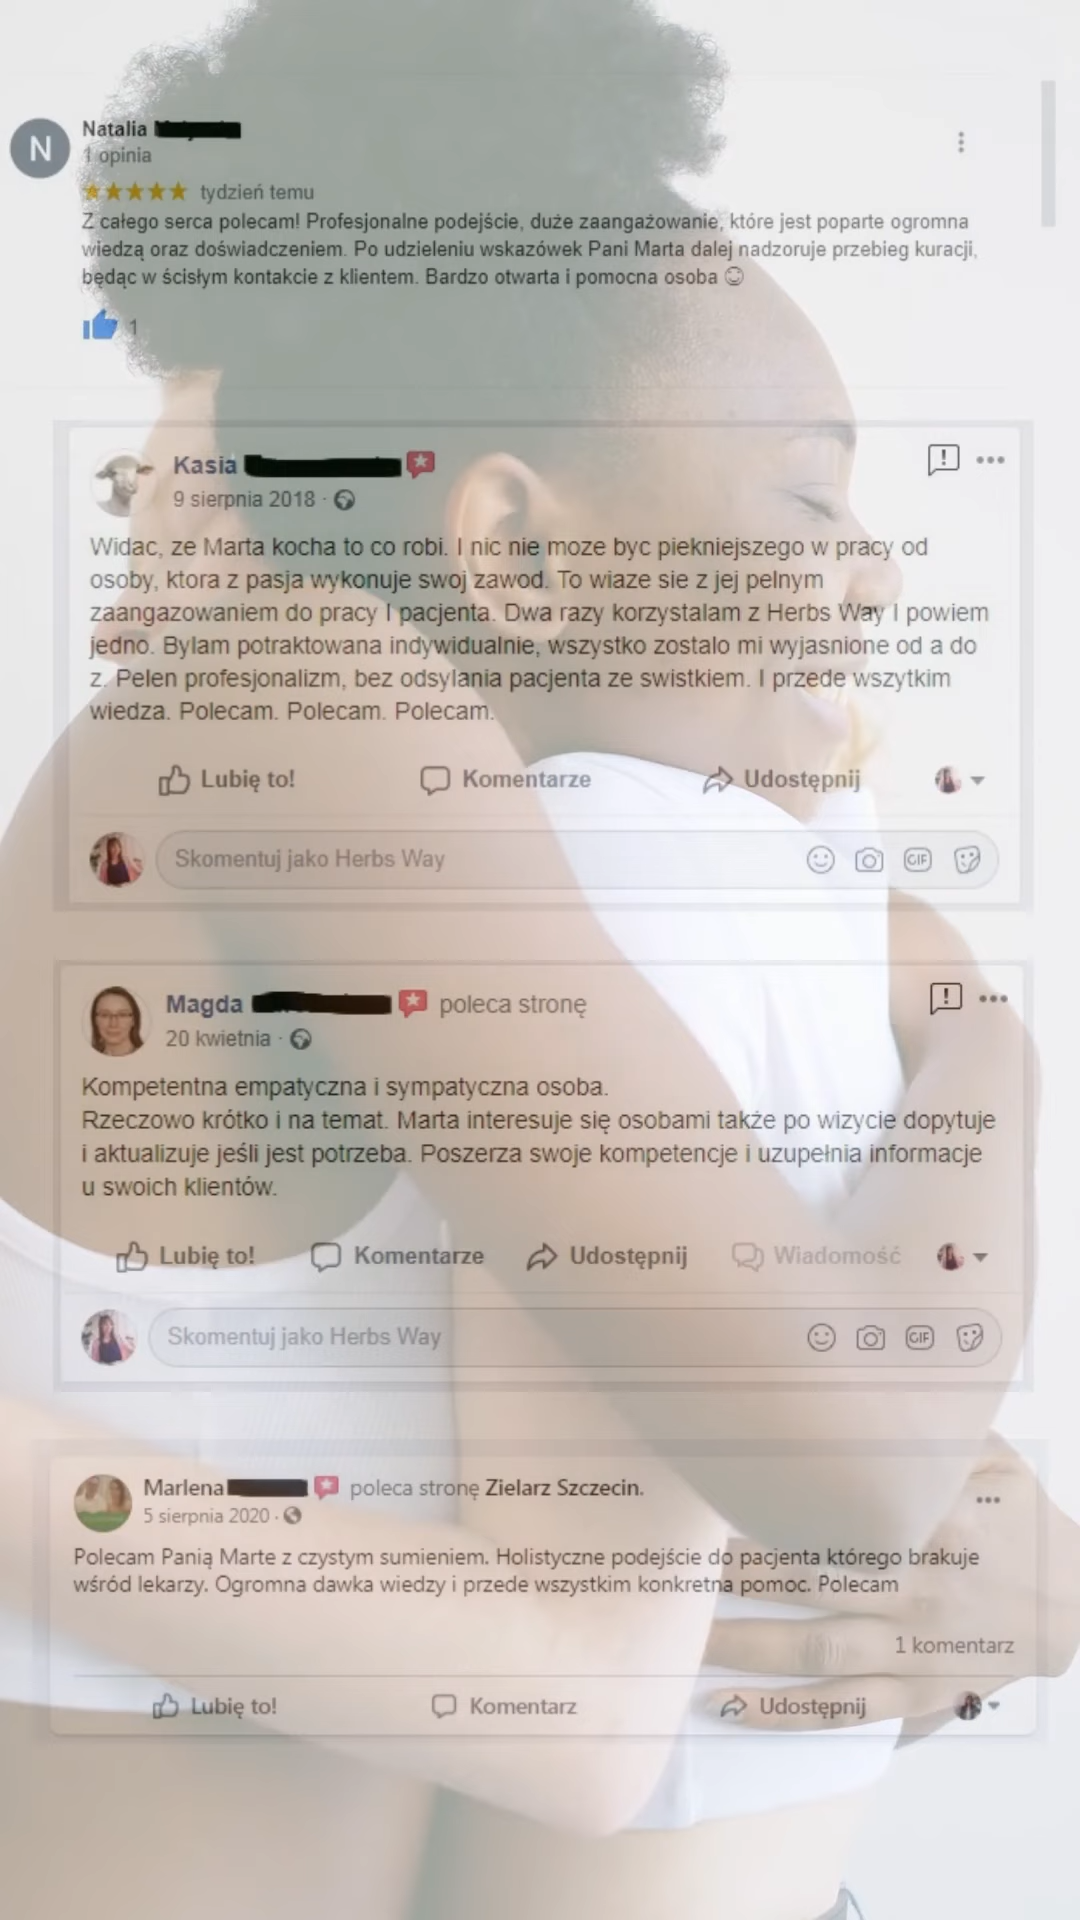 N
Natalia
1 opinia
tydzień temu
Z całego serca polecam! Profesjonalne podejście, duże zaangażowanie, które jest poparte ogromna
wiedzą oraz doświadczeniem. Po udzieleniu wskazówek Pani Marta dalej nadzoruje przebieg kuracji,
będąc w ścisłym kontakcie z klientem. Bardzo otwarta i pomocna osoba ☺
1
Kasia
9 sierpnia 2018 ·
Widac, ze Marta kocha to co robi. I nic nie moze byc piekniejszego w pracy od
osoby, ktora z pasja wykonuje swoj zawod. To wiaze sie z jej pelnym
zaangazowaniem do pracy I pacjenta. Dwa razy korzystalam z Herbs Way I powiem
jedno. Bylam potraktowana indywidualnie, wszystko zostalo mi wyjasnione od a do
z. Pelen profesjonalizm, bez odsylania pacjenta ze swistkiem. I przede wszytkim
wiedza. Polecam. Polecam. Polecam.
Lubię to! Komentarze Udostępnij
Skomentuj jako Herbs Way GIF
Magda poleca stronę
20 kwietnia ·
Kompetentna empatyczna i sympatyczna osoba.
Rzeczowo krótko i na temat. Marta interesuje się osobami także po wizycie dopytuje
i aktualizuje jeśli jest potrzeba. Poszerza swoje kompetencje i uzupełnia informacje
u swoich klientów.
Lubię to! Komentarze Udostępnij Wiadomość
Skomentuj jako Herbs Way GIF
Marlena poleca stronę Zielarz Szczecin.
5 sierpnia 2020 ·
Polecam Panią Marte z czystym sumieniem. Holistyczne podejście do pacjenta którego brakuje
wśród lekarzy. Ogromna dawka wiedzy i przede wszystkim konkretna pomoc. Polecam
1 komentarz
Lubię to! Komentarz Udostępnij